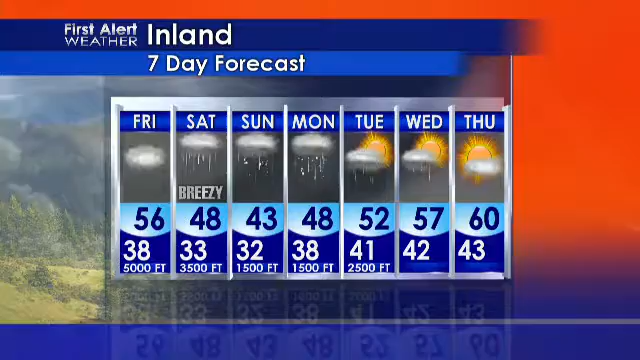 First Alert
WEATHER
Inland
7 Day Forecast
FRI SAT SUN MON TUE WED THU
BREEZY
56 48 43 48 52 57 60
38 33 32 38 41 42 43
5000 FT 3500 FT 1500 FT 1500 FT 2500 FT